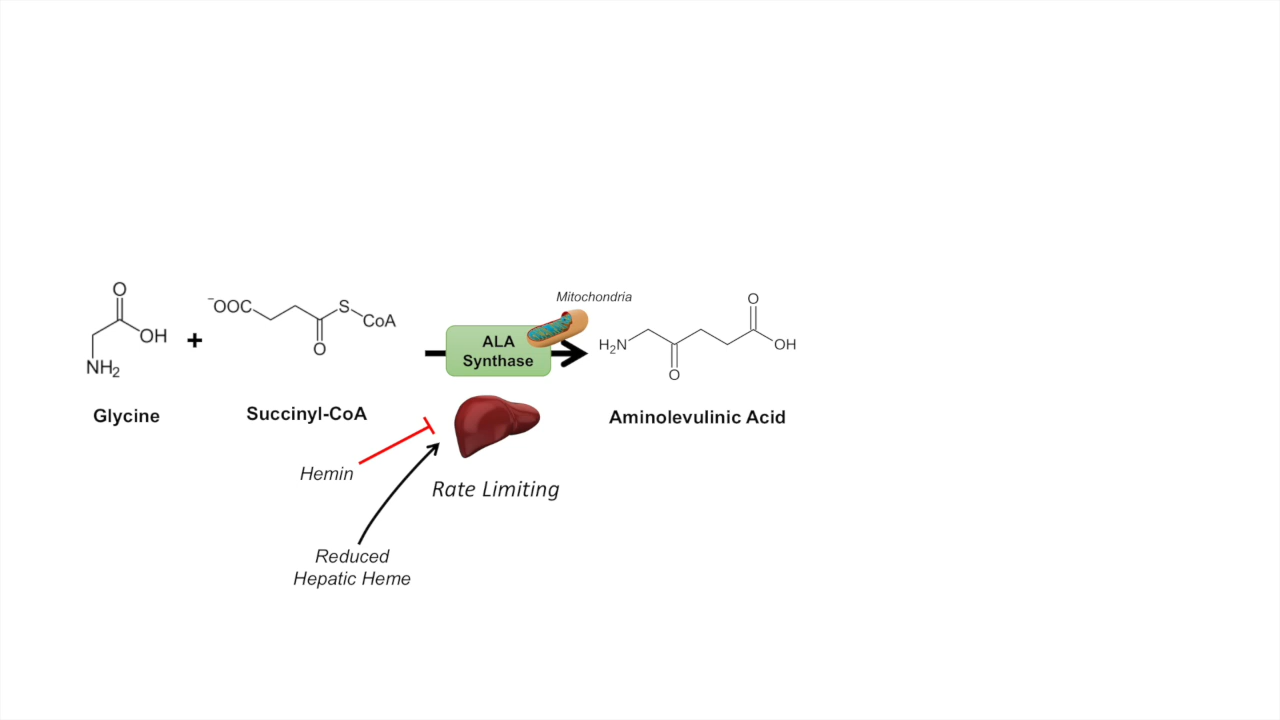 Mitochondria
O
OH
NH₂
+
⁻OOC
S
CoA
O
ALA
Synthase
H₂N
O
O
OH
Glycine
Succinyl-CoA
Aminolevulinic Acid
Hemin
Rate Limiting
Reduced
Hepatic Heme